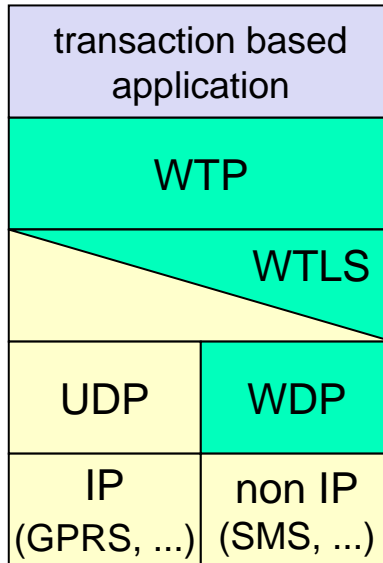 transaction based
application
WTP
WTLS
UDP
WDP
IP
(GPRS, ...)
non IP
(SMS, ...)